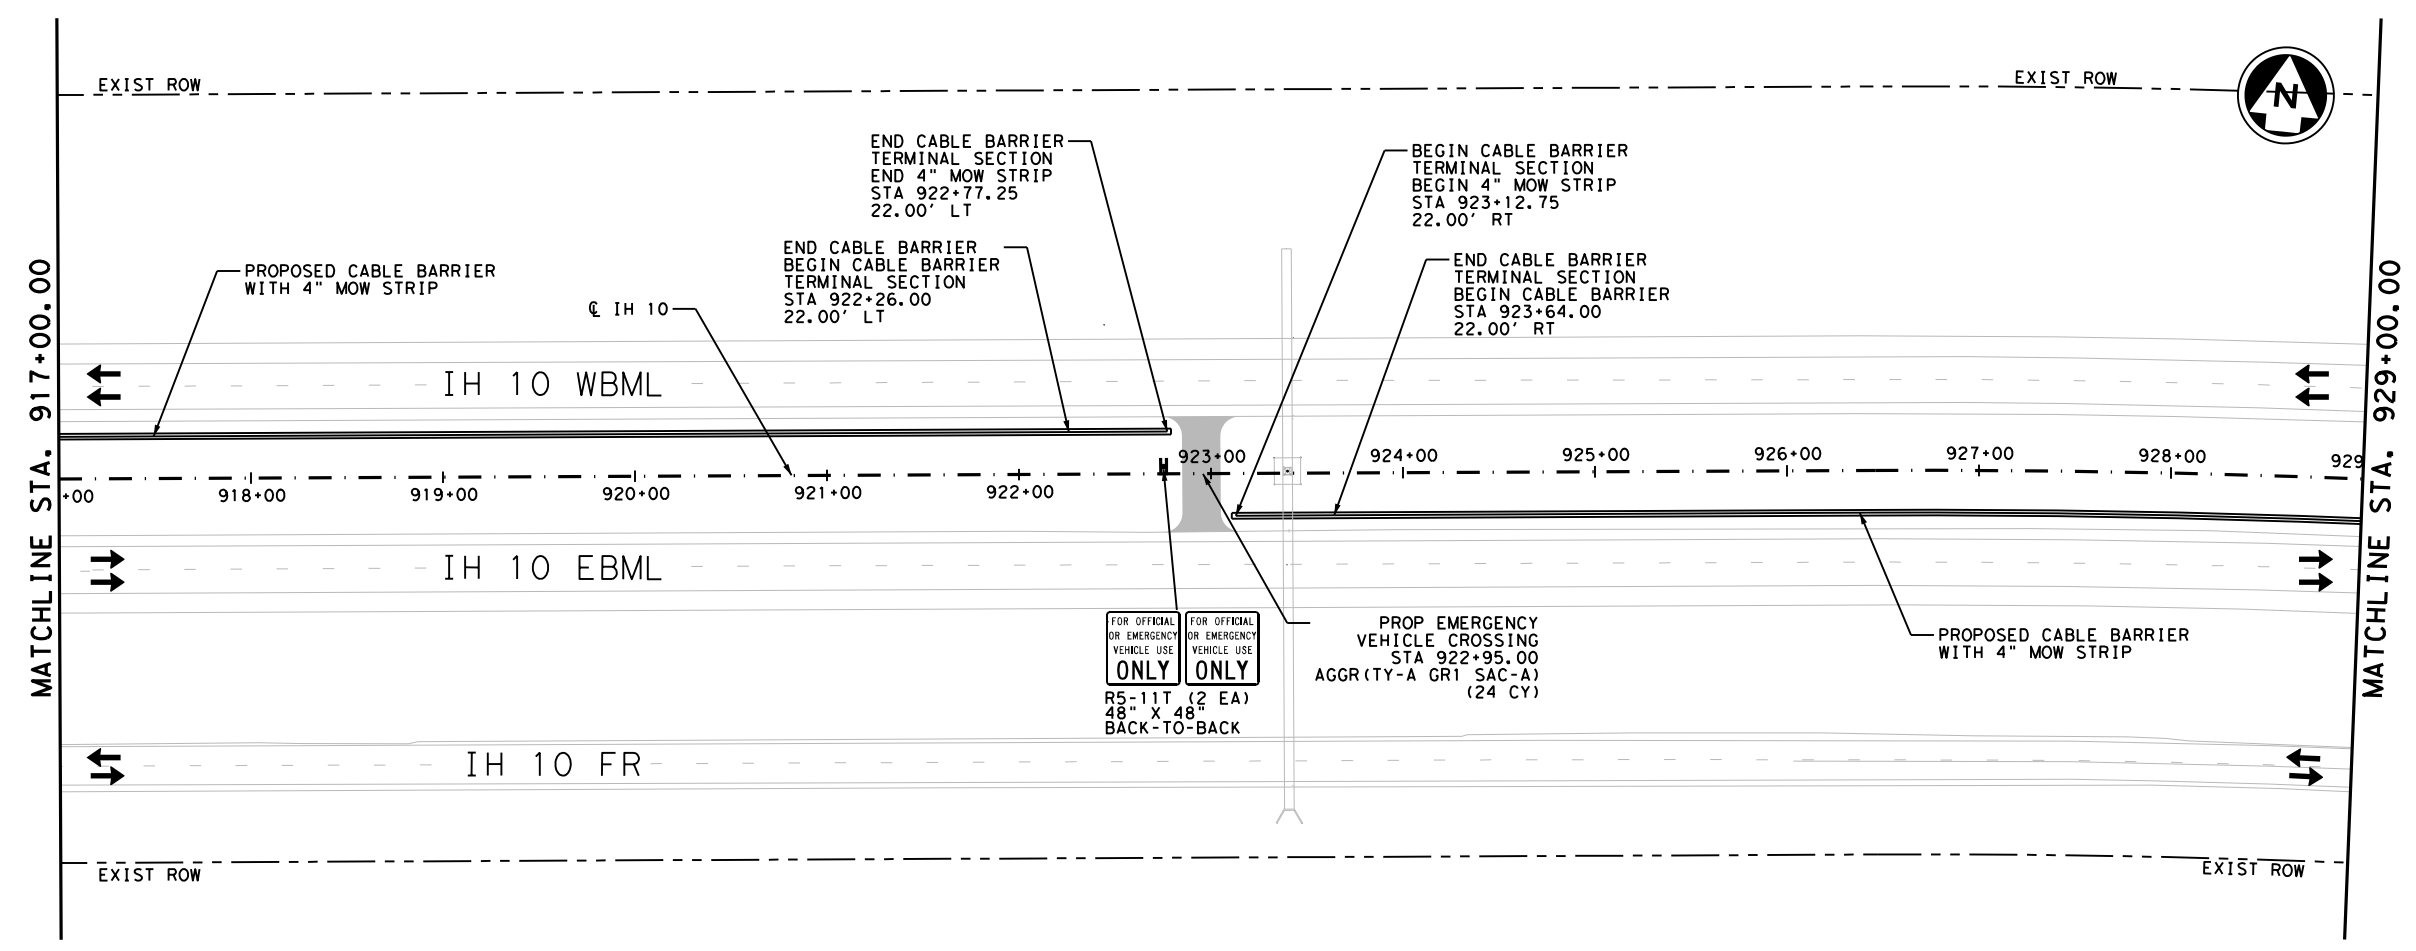 EXIST ROW
EXIST ROW
N
END CABLE BARRIER
TERMINAL SECTION
END 4" MOW STRIP
STA 922+77.25
22.00' LT
BEGIN CABLE BARRIER
TERMINAL SECTION
BEGIN 4" MOW STRIP
STA 923+12.75
22.00' RT
END CABLE BARRIER
BEGIN CABLE BARRIER
TERMINAL SECTION
STA 922+26.00
22.00' LT
END CABLE BARRIER
TERMINAL SECTION
BEGIN CABLE BARRIER
STA 923+64.00
22.00' RT
PROPOSED CABLE BARRIER
WITH 4" MOW STRIP
℄ IH 10
MATCHLINE STA. 917+00.00
MATCHLINE STA. 929+00.00
IH 10 WBML
+00
918+00
919+00
920+00
921+00
922+00
923+00
924+00
925+00
926+00
927+00
928+00
929
IH 10 EBML
FOR OFFICIAL
OR EMERGENCY
VEHICLE USE
ONLY
FOR OFFICIAL
OR EMERGENCY
VEHICLE USE
ONLY
R5-11T (2 EA)
48" X 48"
BACK-TO-BACK
PROP EMERGENCY
VEHICLE CROSSING
STA 922+95.00
AGGR(TY-A GR1 SAC-A)
(24 CY)
PROPOSED CABLE BARRIER
WITH 4" MOW STRIP
IH 10 FR
EXIST ROW
EXIST ROW